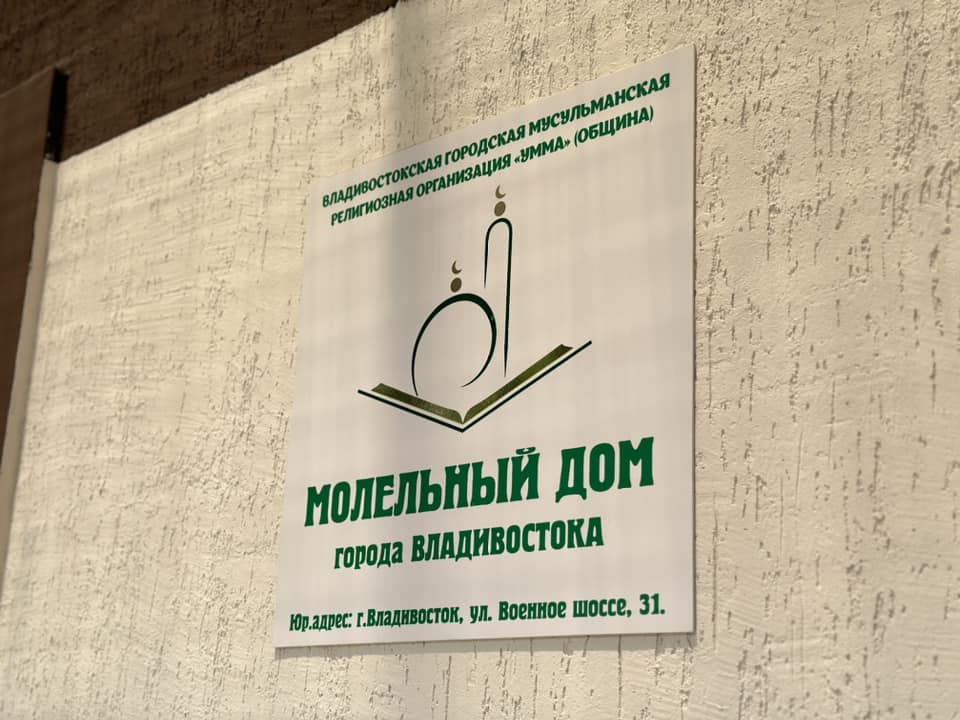 ВЛАДИВОСТОКСКАЯ ГОРОДСКАЯ МУСУЛЬМАНСКАЯ
РЕЛИГИОЗНАЯ ОРГАНИЗАЦИЯ «УММА» (ОБЩИНА)
МОЛЕЛЬНЫЙ ДОМ
города ВЛАДИВОСТОКА
Юр.адрес: г.Владивосток, ул. Военное шоссе, 31.